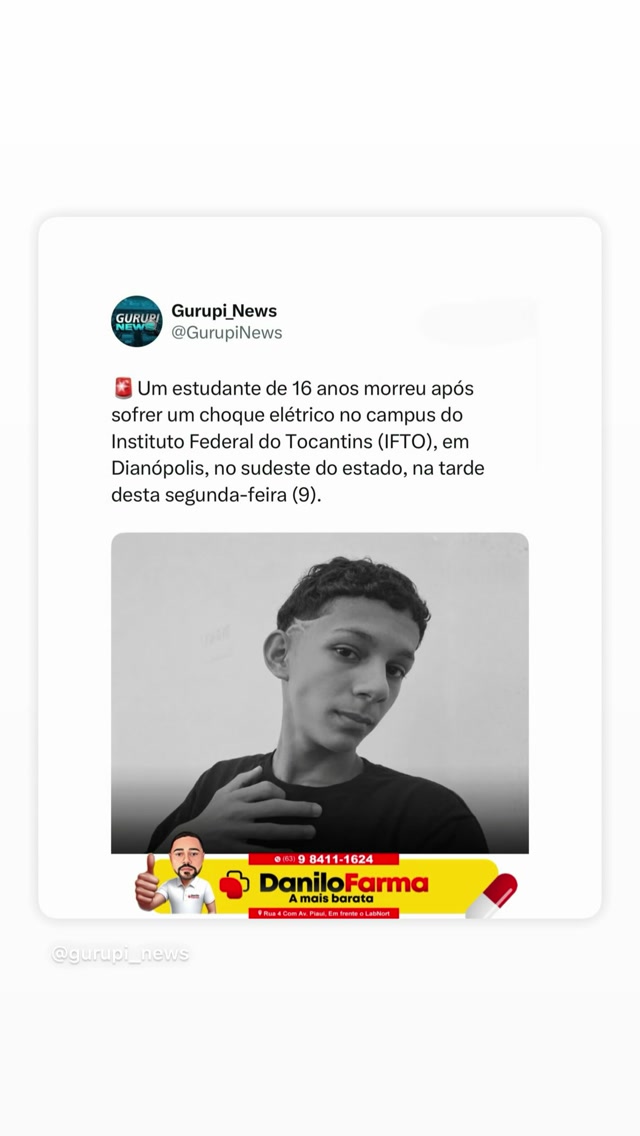 GURUPI
NEWS
Gurupi_News
@GurupiNews
🚨Um estudante de 16 anos morreu após
sofrer um choque elétrico no campus do
Instituto Federal do Tocantins (IFTO), em
Dianópolis, no sudeste do estado, na tarde
desta segunda-feira (9).
(63) 9 8411-1624
DaniloFarma
A mais barata
Rua 4 Com Av. Piauí, Em frente o LabNort
@gurupi_news